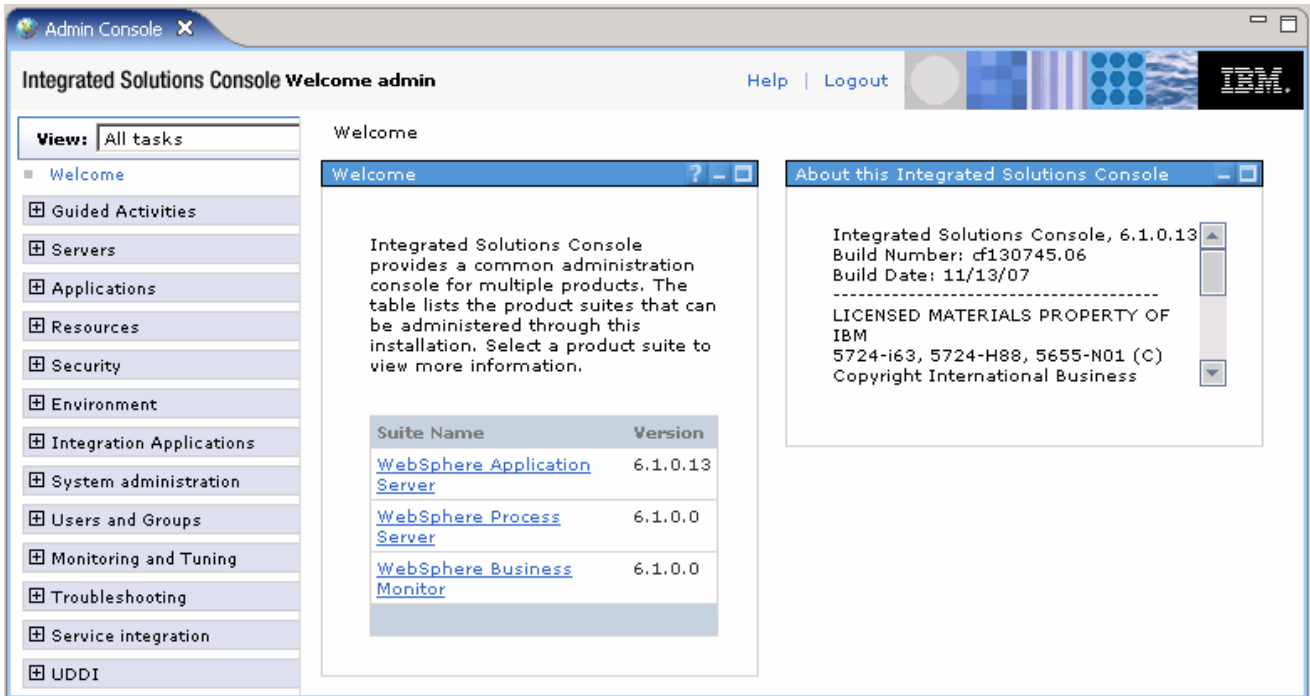 Admin Console
Integrated Solutions Console Welcome admin
Help | Logout
IBM.
View: All tasks
Welcome
Guided Activities
Servers
Applications
Resources
Security
Environment
Integration Applications
System administration
Users and Groups
Monitoring and Tuning
Troubleshooting
Service integration
UDDI
Welcome
Welcome
?
Integrated Solutions Console
provides a common administration
console for multiple products. The
table lists the product suites that can
be administered through this
installation. Select a product suite to
view more information.
Suite Name Version
WebSphere Application 6.1.0.13
Server
WebSphere Process 6.1.0.0
Server
WebSphere Business 6.1.0.0
Monitor
About this Integrated Solutions Console
Integrated Solutions Console, 6.1.0.13
Build Number: cf130745.06
Build Date: 11/13/07
--------------------------------------
LICENSED MATERIALS PROPERTY OF
IBM
5724-i63, 5724-H88, 5655-N01 (C)
Copyright International Business